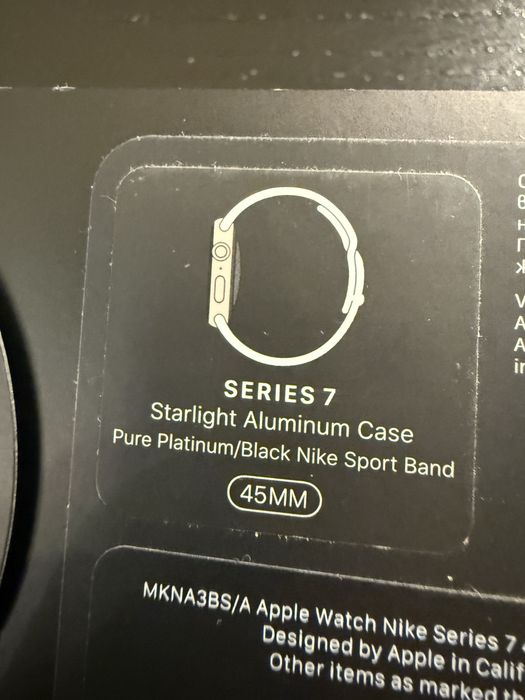 SERIES 7
Starlight Aluminum Case
Pure Platinum/Black Nike Sport Band
45MM
MKNA3BS/A Apple Watch Nike Series 7
Designed by Apple in Calif
Other items as marked th